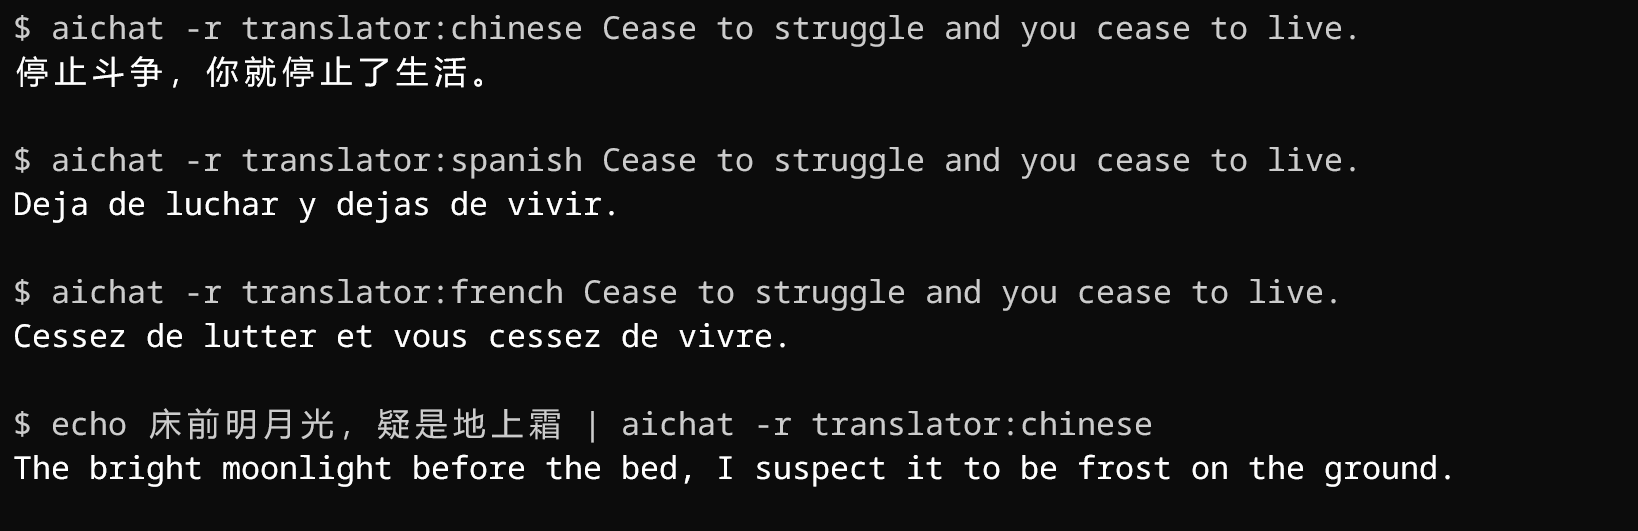 $ aichat -r translator:chinese Cease to struggle and you cease to live.
停止斗争, 你就停止了生活。
$ aichat -r translator:spanish Cease to struggle and you cease to live.
Deja de luchar y dejas de vivir.
$ aichat -r translator:french Cease to struggle and you cease to live.
Cessez de lutter et vous cessez de vivre.
$ echo 床前明月光, 疑是地上霜 | aichat -r translator:chinese
The bright moonlight before the bed, I suspect it to be frost on the ground.